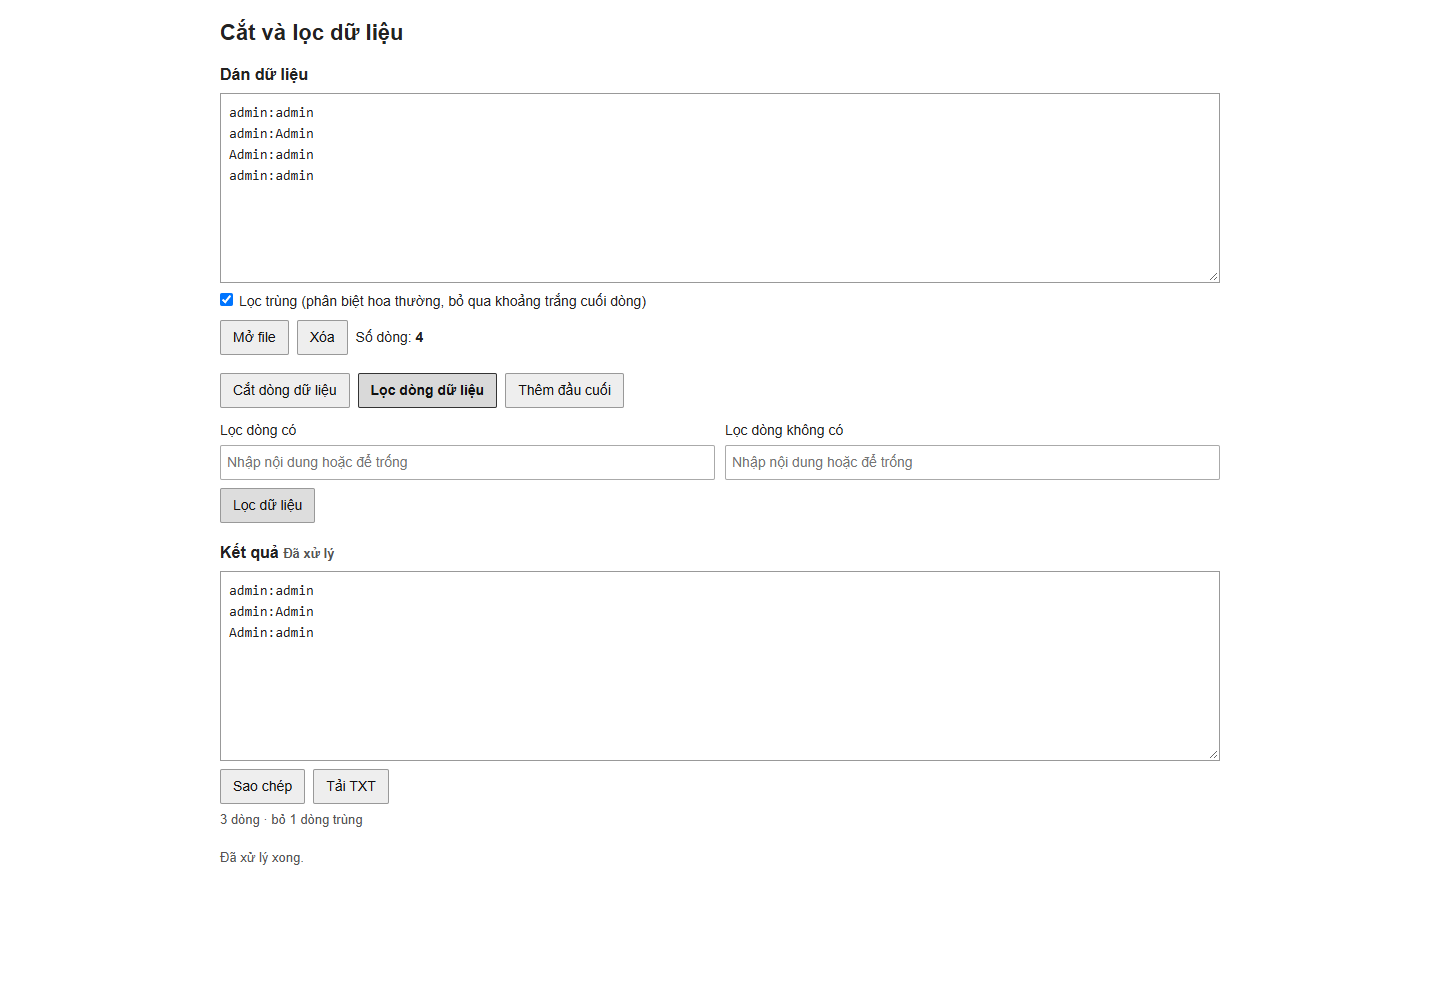 Cắt và lọc dữ liệu
Dán dữ liệu
admin:admin
admin:Admin
Admin:admin
admin:admin
Lọc trùng (phân biệt hoa thường, bỏ qua khoảng trắng cuối dòng)
Mở file Xóa Số dòng: 4
Cắt dòng dữ liệu Lọc dòng dữ liệu Thêm đầu cuối
Lọc dòng có Lọc dòng không có
Nhập nội dung hoặc để trống Nhập nội dung hoặc để trống
Lọc dữ liệu
Kết quả Đã xử lý
admin:admin
admin:Admin
Admin:admin
Sao chép Tải TXT
3 dòng · bỏ 1 dòng trùng
Đã xử lý xong.